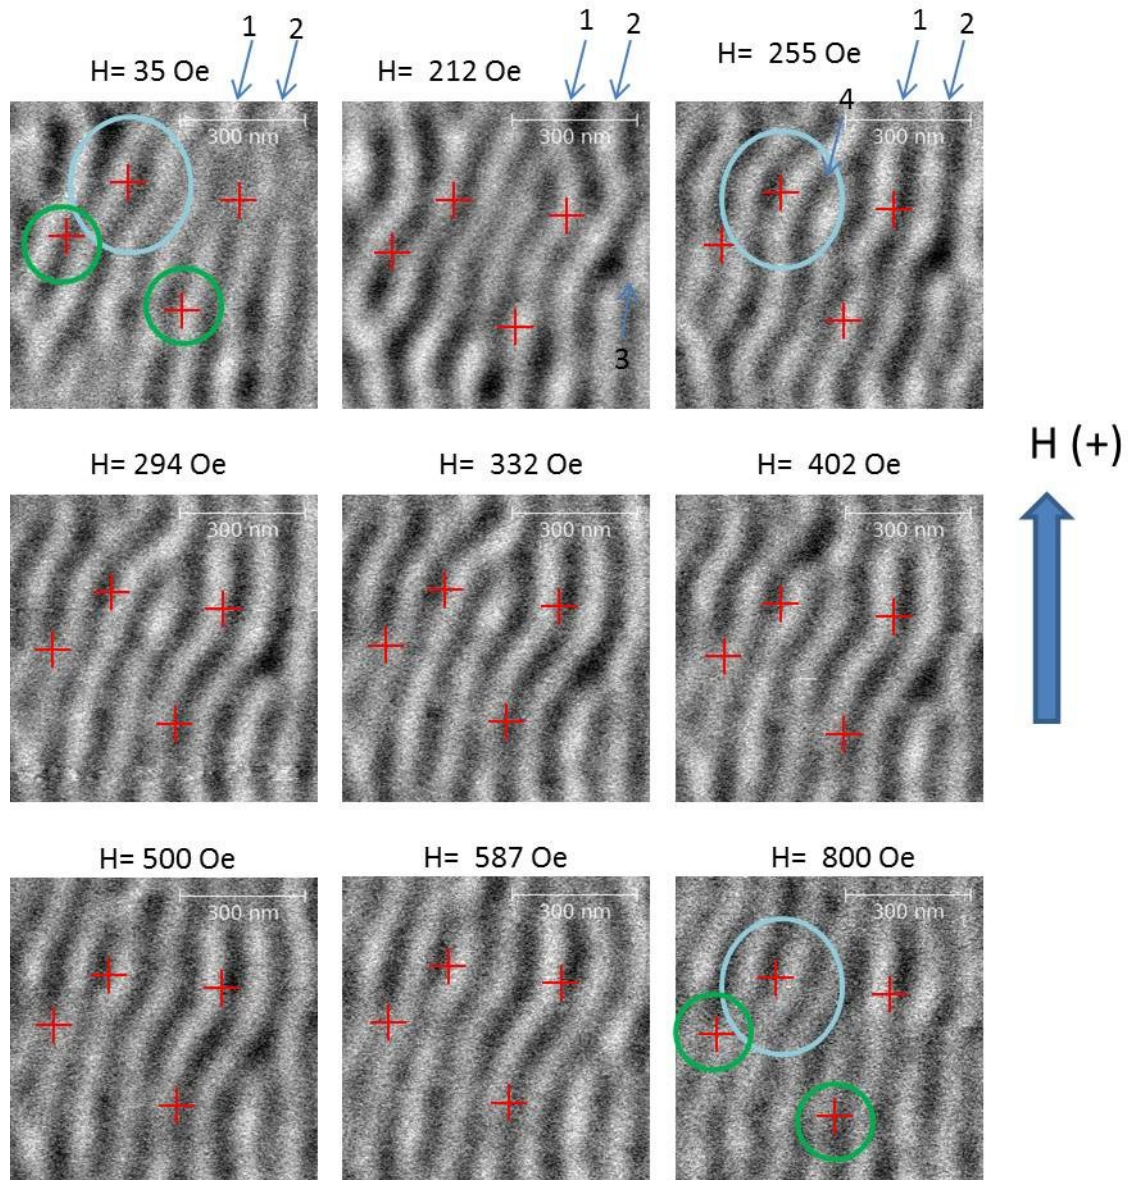 1 2 1 2 1 2
H= 35 Oe H= 212 Oe H= 255 Oe
4
300 nm 300 nm 300 nm
3
H (+)
H= 294 Oe H= 332 Oe H= 402 Oe
300 nm 300 nm 300 nm
H= 500 Oe H= 587 Oe H= 800 Oe
300 nm 300 nm 300 nm